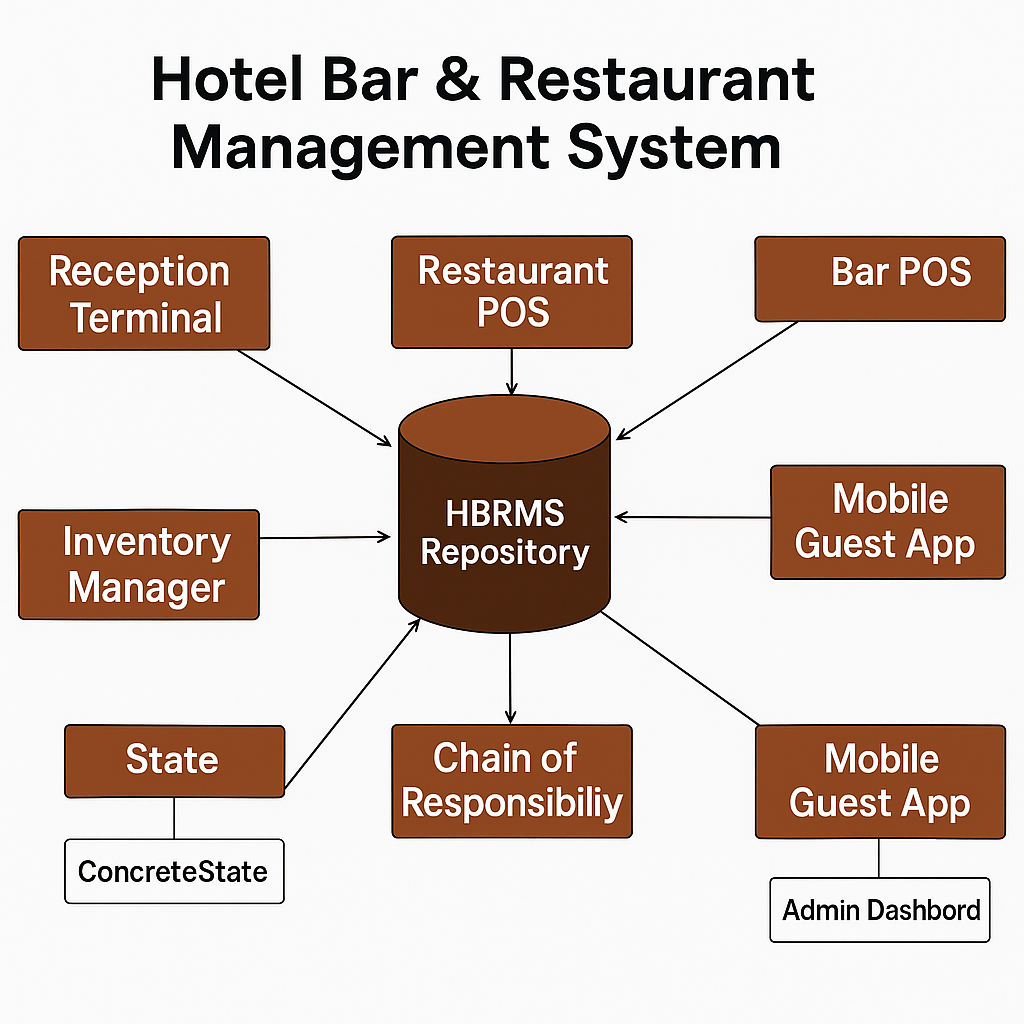 Hotel Bar & Restaurant
Management System
Reception
Terminal
Restaurant
POS
Bar POS
HBRMS
Repository
Mobile
Guest App
Inventory
Manager
State
ConcreteState
Chain of
Responsibiliy
Mobile
Guest App
Admin Dashbord